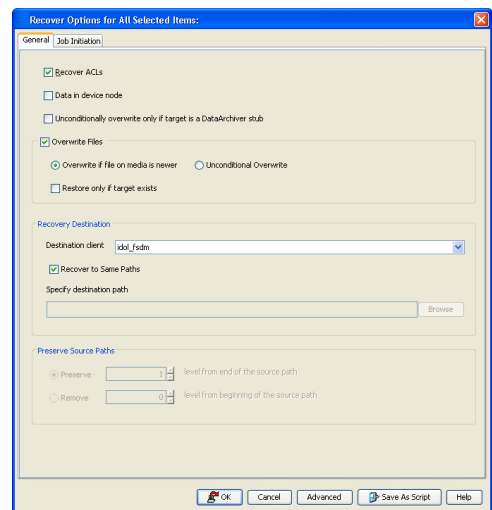 Recover Options for All Selected Items:
General Job Initiation
Recover ACLs
Data in device node
Unconditionally overwrite only if target is a DataArchiver stub
Overwrite Files
Overwrite if file on media is newer Unconditional Overwrite
Restore only if target exists
Recovery Destination
Destination client idol_fsdm
Recover to Same Paths
Specify destination path
Browse
Preserve Source Paths
Preserve 1 level from end of the source path
Remove 0 level from beginning of the source path
OK Cancel Advanced Save As Script Help